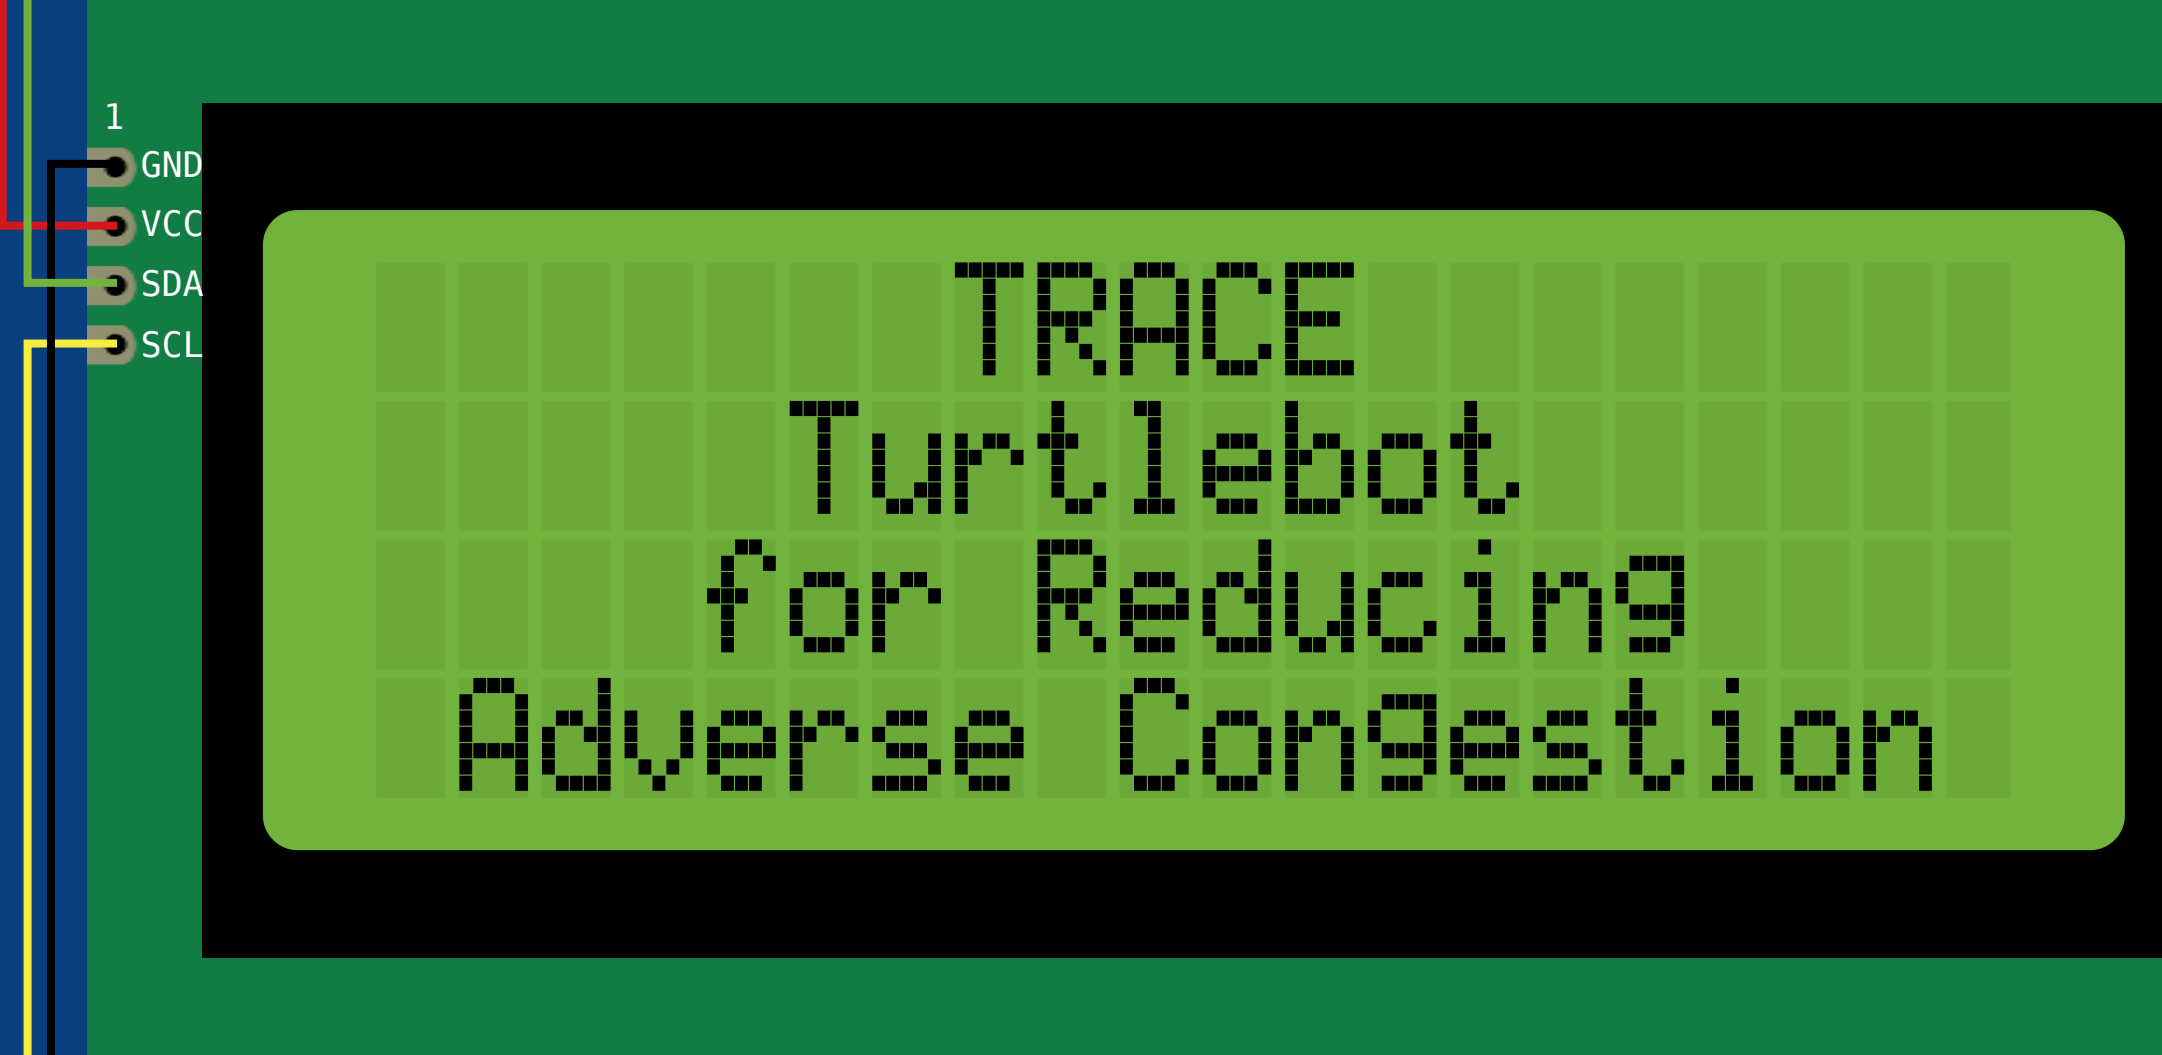 1
GND
VCC
SDA
SCL
TRACE
Turtlebot
for Reducing
Adverse Congestion